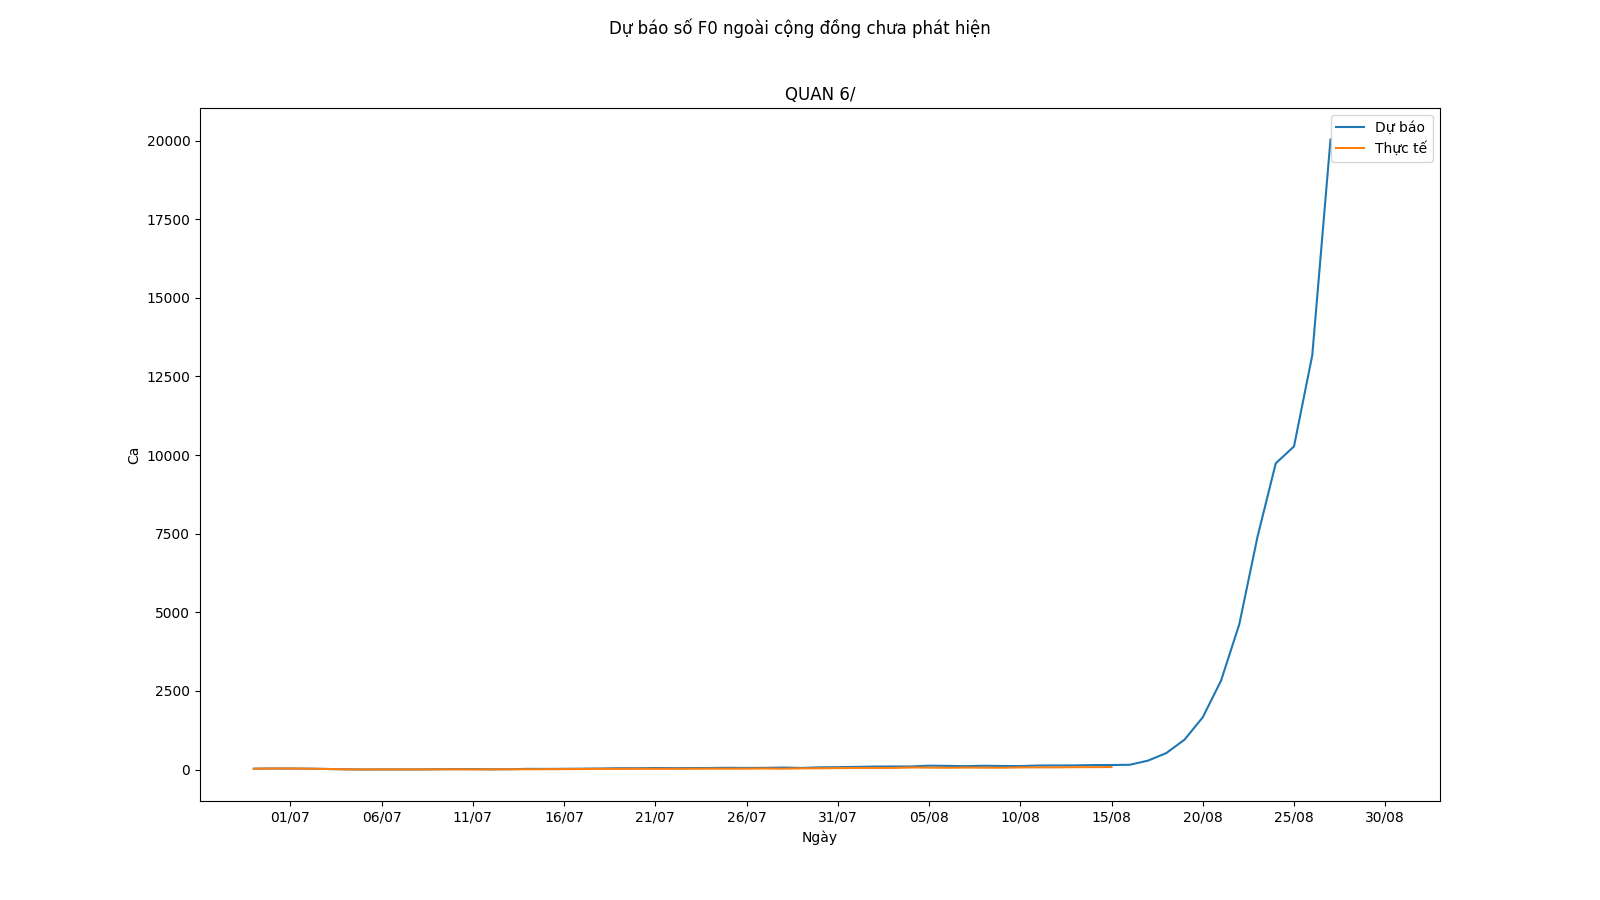 Dự báo số F0 ngoài cộng đồng chưa phát hiện
QUAN 6/
Dự báo
Thực tế
20000
17500
15000
12500
10000
7500
5000
2500
0
Ca
01/07 06/07 11/07 16/07 21/07 26/07 31/07 05/08 10/08 15/08 20/08 25/08 30/08
Ngày